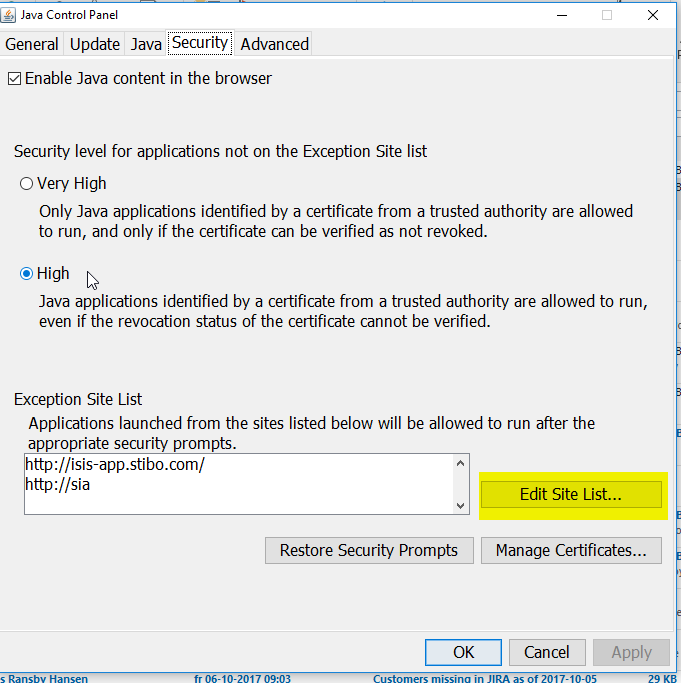 Java Control Panel
General Update Java Security Advanced
Enable Java content in the browser
Security level for applications not on the Exception Site list
Very High
Only Java applications identified by a certificate from a trusted authority are allowed
to run, and only if the certificate can be verified as not revoked.
High
Java applications identified by a certificate from a trusted authority are allowed to run,
even if the revocation status of the certificate cannot be verified.
Exception Site List
Applications launched from the sites listed below will be allowed to run after the
appropriate security prompts.
http://isis-app.stibo.com/
http://sia
Edit Site List...
Restore Security Prompts Manage Certificates...
OK Cancel Apply
s Ransby Hansen fr 06-10-2017 09:03 Customers missing in JIRA as of 2017-10-05 29 KB